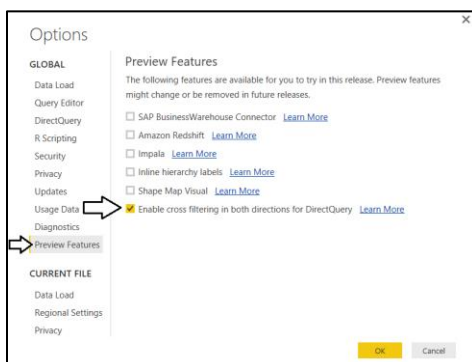 Options
GLOBAL
Data Load
Query Editor
DirectQuery
R Scripting
Security
Privacy
Updates
Usage Data
Diagnostics
Preview Features
CURRENT FILE
Data Load
Regional Settings
Privacy
Preview Features
The following features are available for you to try in this release. Preview features
might change or be removed in future releases.
SAP BusinessWarehouse Connector Learn More
Amazon Redshift Learn More
Impala Learn More
Inline hierarchy labels Learn More
Shape Map Visual Learn More
Enable cross filtering in both directions for DirectQuery Learn More
OK Cancel